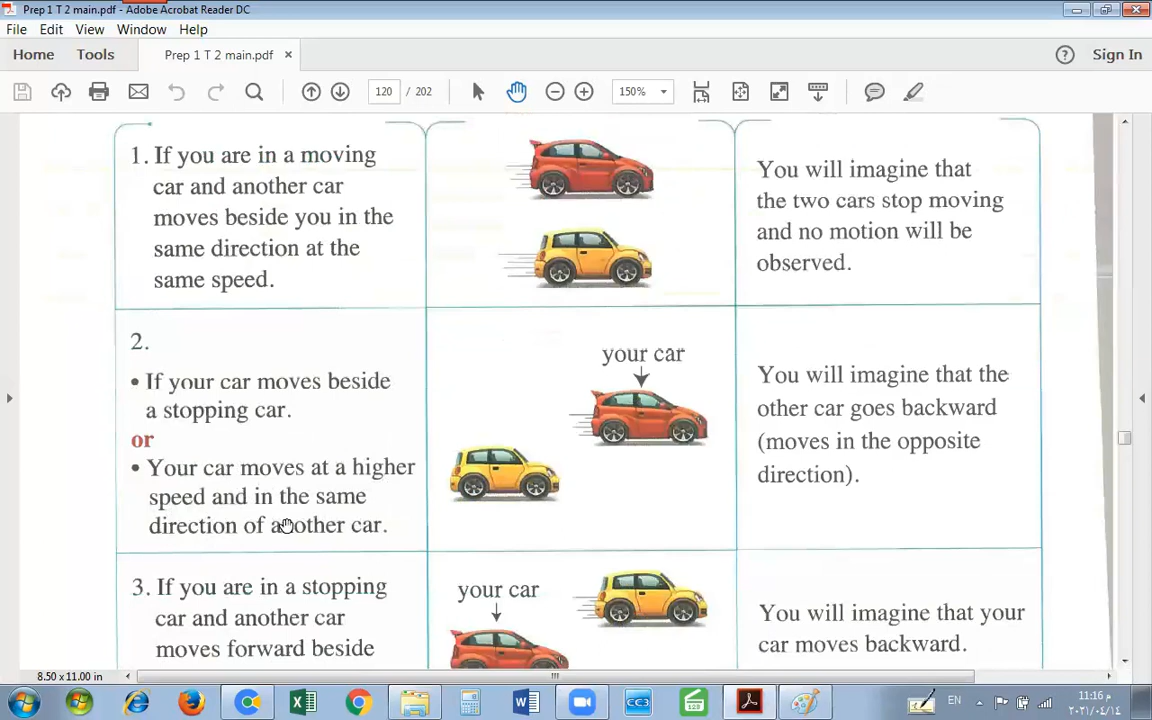 Prep 1 T 2 main.pdf - Adobe Acrobat Reader DC
File Edit View Window Help
Home Tools Prep 1 T 2 main.pdf × Sign In
120 / 202 150%
1. If you are in a moving
car and another car
moves beside you in the
same direction at the
same speed.
You will imagine that
the two cars stop moving
and no motion will be
observed.
2.
• If your car moves beside
a stopping car.
or
• Your car moves at a higher
speed and in the same
direction of another car.
your car
You will imagine that the
other car goes backward
(moves in the opposite
direction).
3. If you are in a stopping
car and another car
moves forward beside
your car
You will imagine that your
car moves backward.
8.50 x 11.00 in
CC3
123
EN
11:16 م
٢٠٢١/٠٤/١٤